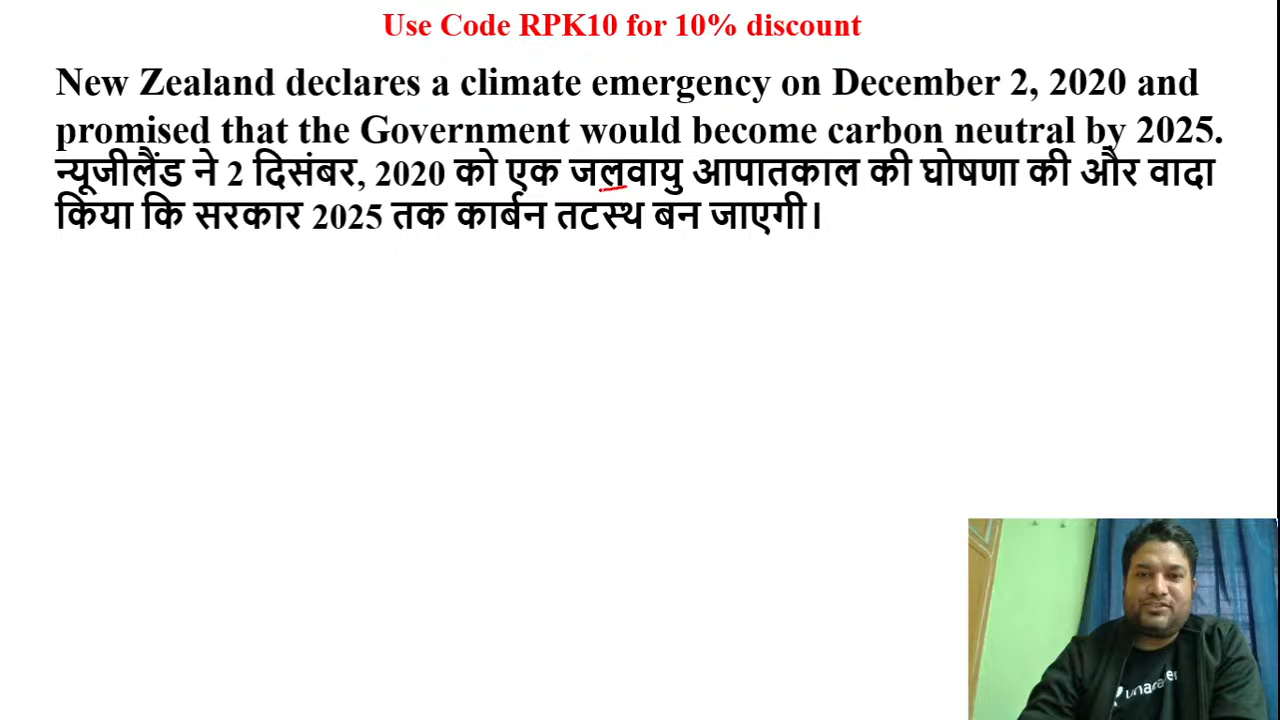 Use Code RPK10 for 10% discount
New Zealand declares a climate emergency on December 2, 2020 and
promised that the Government would become carbon neutral by 2025.
न्यूजीलैंड ने 2 दिसंबर, 2020 को एक जलवायु आपातकाल की घोषणा की और वादा
किया कि सरकार 2025 तक कार्बन तटस्थ बन जाएगी।